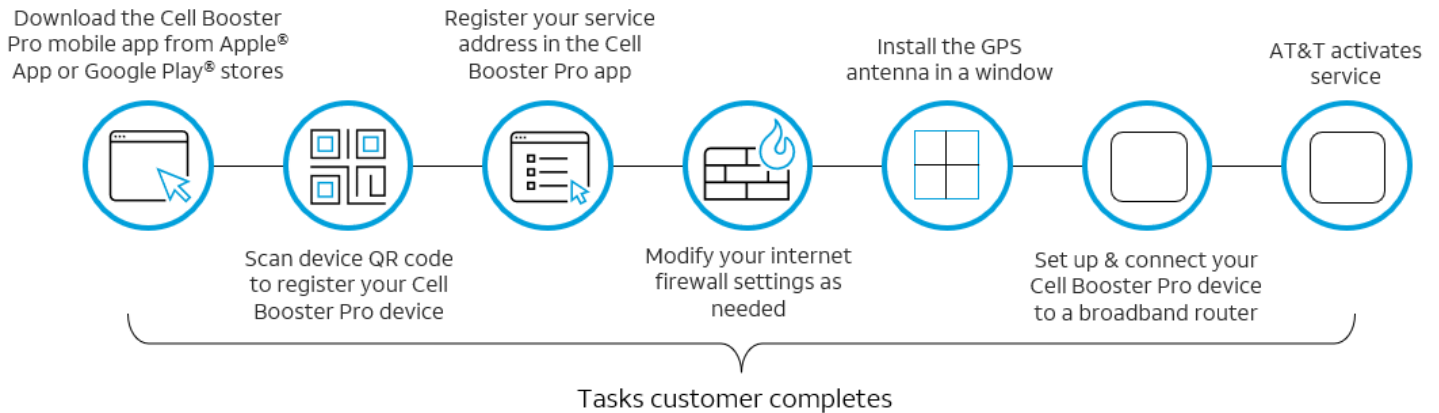 Download the Cell Booster
Pro mobile app from Apple®
App or Google Play® stores
Scan device QR code
to register your Cell
Booster Pro device
Register your service
address in the Cell
Booster Pro app
Modify your internet
firewall settings as
needed
Install the GPS
antenna in a window
Set up & connect your
Cell Booster Pro device
to a broadband router
AT&T activates
service
Tasks customer completes